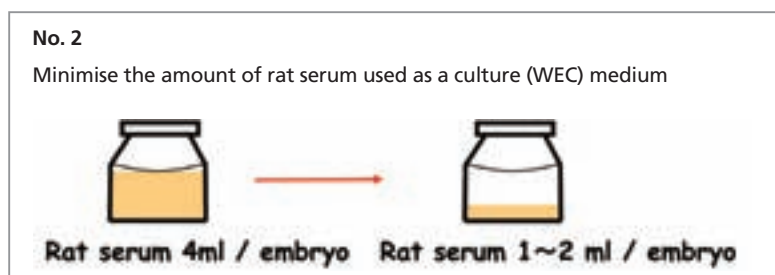 No. 2
Minimise the amount of rat serum used as a culture (WEC) medium
Rat serum 4ml / embryo Rat serum 1~2 ml / embryo